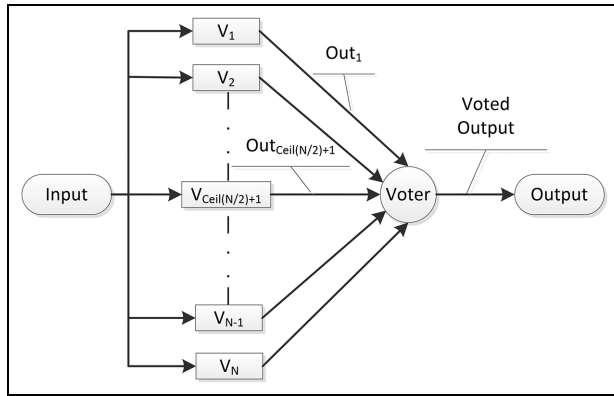 V1
Out1
V2
Voted
Output
OutCeil(N/2)+1
Input
VCeil(N/2)+1
Voter
Output
VN-1
VN